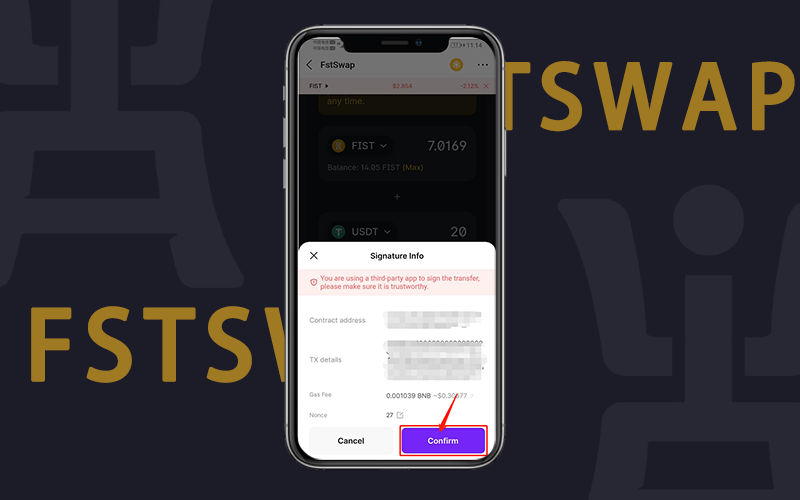 TSWAP
FSTSW
11:14
FstSwap
FIST
$2.854
-2.12%
any time.
FIST
7.0169
Balance: 14.05 FIST (Max)
+
USDT
20
Signature Info
You are using a third-party app to sign the transfer,
please make sure it is trustworthy.
Contract address
TX details
Gas Fee
0.001039 BNB ~$0.30
Nonce
27
Cancel
Confirm